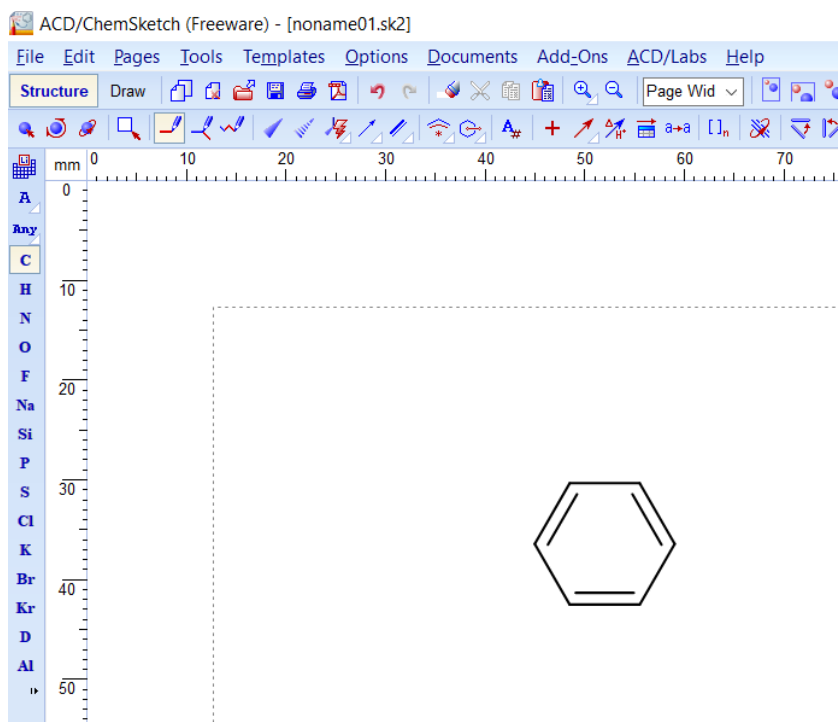 ACD/ChemSketch (Freeware) - [noname01.sk2]
File Edit Pages Tools Templates Options Documents Add-Ons ACD/Labs Help
Structure Draw Page Wid
A# a→a []n
mm 0 10 20 30 40 50 60 70
0
A
Any
C
H
10
N
O
F
20
Na
Si
P
30
S
Cl
K
40
Br
Kr
D
Al
50